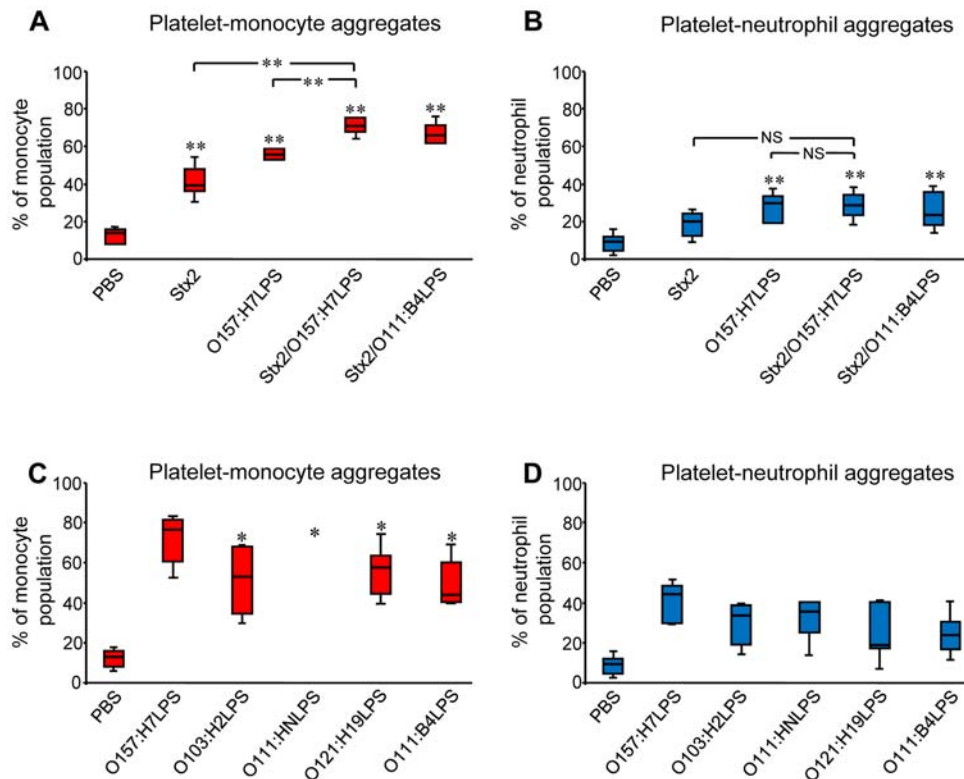 A Platelet-monocyte aggregates
% of monocyte
population
100
80
60
40
20
0
**
**
**
**
**
**
PBS
Stx2
O157:H7LPS
Stx2/O157:H7LPS
Stx2/O111:B4LPS
B Platelet-neutrophil aggregates
% of neutrophil
population
100
80
60
40
20
0
NS
NS
**
**
**
PBS
Stx2
O157:H7LPS
Stx2/O157:H7LPS
Stx2/O111:B4LPS
C Platelet-monocyte aggregates
% of monocyte
population
100
80
60
40
20
0
*
*
*
*
PBS
O157:H7LPS
O103:H2LPS
O111:HNLPS
O121:H19LPS
O111:B4LPS
D Platelet-neutrophil aggregates
% of neutrophil
population
100
80
60
40
20
0
PBS
O157:H7LPS
O103:H2LPS
O111:HNLPS
O121:H19LPS
O111:B4LPS